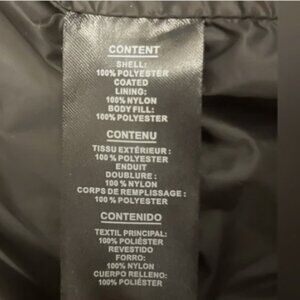 CONTENT
SHELL:
100% POLYESTER
COATED
LINING:
100% NYLON
BODY FILL:
100% POLYESTER
CONTENU
TISSU EXTÉRIEUR :
100 % POLYESTER
ENDUIT
DOUBLURE :
100 % NYLON
CORPS DE REMPLISSAGE :
100 % POLYESTER
CONTENIDO
TEXTIL PRINCIPAL:
100% POLIÉSTER
REVESTIDO
FORRO:
100% NYLON
CUERPO RELLENO:
100% POLIÉSTER